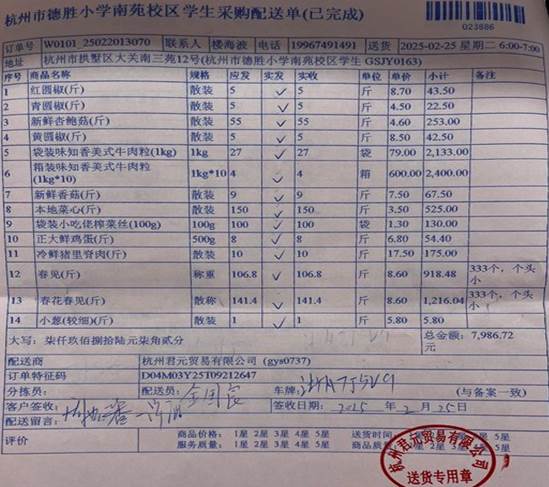 杭州市德胜小学南苑校区学生采购配送单(已完成)
023886
订单号 W0101_25022013070 联系人 楼海波 电话 19967491491 送货 2025-02-25 星期二 6:00-7:00
地址 杭州市拱墅区大关南三苑12号(杭州市德胜小学南苑校区学生 GSJY0163)
序号 商品名称 规格 应发 实发 实收 单位 单价 小计 备注
1 红圆椒(斤) 散装 5 ✓ 5 斤 8.70 43.50
2 青圆椒(斤) 散装 5 ✓ 5 斤 4.50 22.50
3 新鲜杏鲍菇(斤) 散装 55 ✓ 55 斤 4.60 253.00
4 黄圆椒(斤) 散装 5 ✓ 5 斤 8.50 42.50
5 袋装味知香美式牛肉粒(1kg) 1kg 27 ✓ 27 袋 79.00 2,133.00
6 箱装味知香美式牛肉粒(1kg*10) 1kg*10 4 ✓ 4 箱 600.00 2,400.00
7 新鲜香菇(斤) 散装 9 ✓ 9 斤 7.50 67.50
8 本地菜心(斤) 散装 150 ✓ 150 斤 3.50 525.00
9 袋装小吃佬榨菜丝(100g) 100g 100 ✓ 100 袋 1.30 130.00
10 正大鲜鸡蛋(斤) 500g 8 ✓ 8 斤 6.80 54.40
11 冷鲜猪里脊肉(斤) 散装 10 ✓ 10 斤 17.50 175.00
12 春见(斤) 称重 106.8 ✓ 106.8 斤 8.60 918.48 333个，个头小
13 春花春见(斤) 散称 141.4 ✓ 141.4 斤 8.60 1,216.04 333个，个头小
14 小葱(较细)(斤) 散装 1 ✓ 1 斤 5.80 5.80
大写: 柒仟玖佰捌拾陆元柒角贰分 总金额: 7,986.72
配送商 杭州君元贸易有限公司 (gys0737)
订单特征码 D04M03Y25T09212647
分拣员: 配送员: 车牌: (与备案一致)
客户签收: 签收日期: 2025年2月25日
配送留言:
评价 商品价格: 1星 2星 3星 4星 5星 送货时间: 1星 2星 3星 4星 5星
服务质量: 1星 2星 3星 4星 5星 商品质量: 5星
杭州君元贸易有限公司
送货专用章